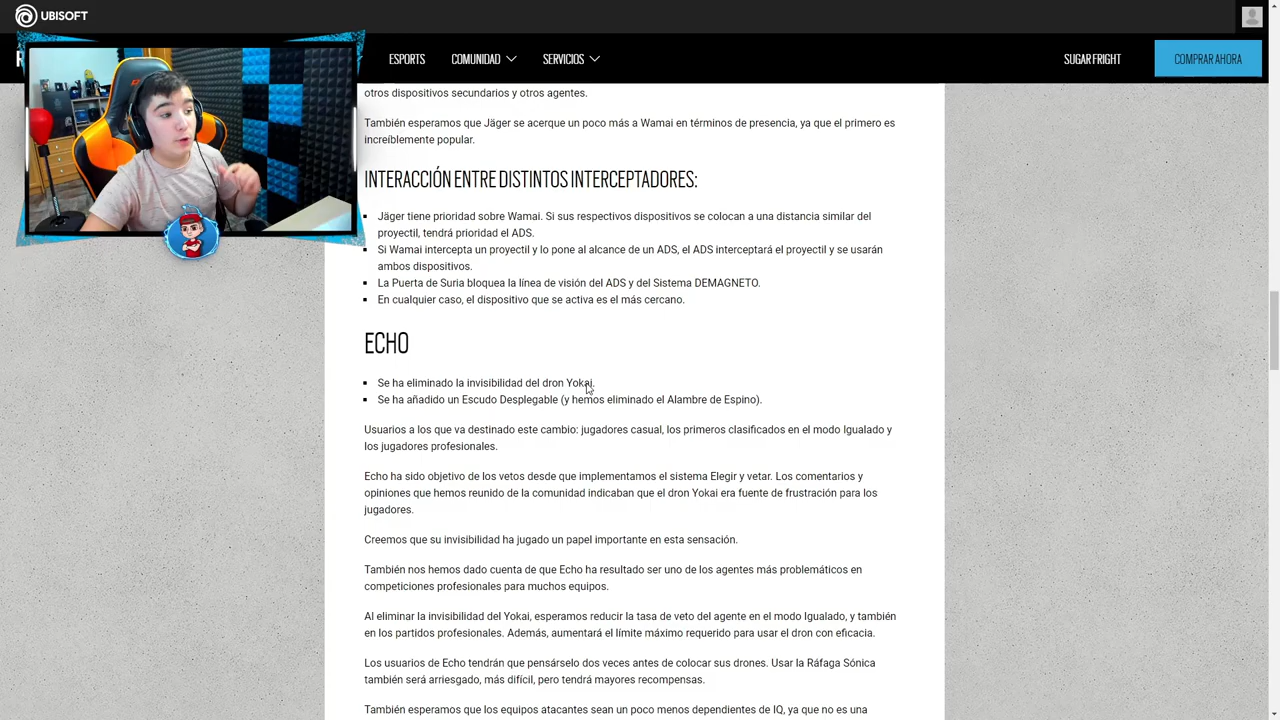 UBISOFT
R
ESPORTS
COMUNIDAD
SERVICIOS
SUGAR FRIGHT
COMPRAR AHORA
otros dispositivos secundarios y otros agentes.
También esperamos que Jäger se acerque un poco más a Wamai en términos de presencia, ya que el primero es
increíblemente popular.
INTERACCIÓN ENTRE DISTINTOS INTERCEPTADORES:
▪ Jäger tiene prioridad sobre Wamai. Si sus respectivos dispositivos se colocan a una distancia similar del
proyectil, tendrá prioridad el ADS.
▪ Si Wamai intercepta un proyectil y lo pone al alcance de un ADS, el ADS interceptará el proyectil y se usarán
ambos dispositivos.
▪ La Puerta de Suria bloquea la línea de visión del ADS y del Sistema DEMAGNETO.
▪ En cualquier caso, el dispositivo que se activa es el más cercano.
ECHO
▪ Se ha eliminado la invisibilidad del dron Yokai.
▪ Se ha añadido un Escudo Desplegable (y hemos eliminado el Alambre de Espino).
Usuarios a los que va destinado este cambio: jugadores casual, los primeros clasificados en el modo Igualado y
los jugadores profesionales.
Echo ha sido objetivo de los vetos desde que implementamos el sistema Elegir y vetar. Los comentarios y
opiniones que hemos reunido de la comunidad indicaban que el dron Yokai era fuente de frustración para los
jugadores.
Creemos que su invisibilidad ha jugado un papel importante en esta sensación.
También nos hemos dado cuenta de que Echo ha resultado ser uno de los agentes más problemáticos en
competiciones profesionales para muchos equipos.
Al eliminar la invisibilidad del Yokai, esperamos reducir la tasa de veto del agente en el modo Igualado, y también
en los partidos profesionales. Además, aumentará el límite máximo requerido para usar el dron con eficacia.
Los usuarios de Echo tendrán que pensárselo dos veces antes de colocar sus drones. Usar la Ráfaga Sónica
también será arriesgado, más difícil, pero tendrá mayores recompensas.
También esperamos que los equipos atacantes sean un poco menos dependientes de IQ, ya que no es una